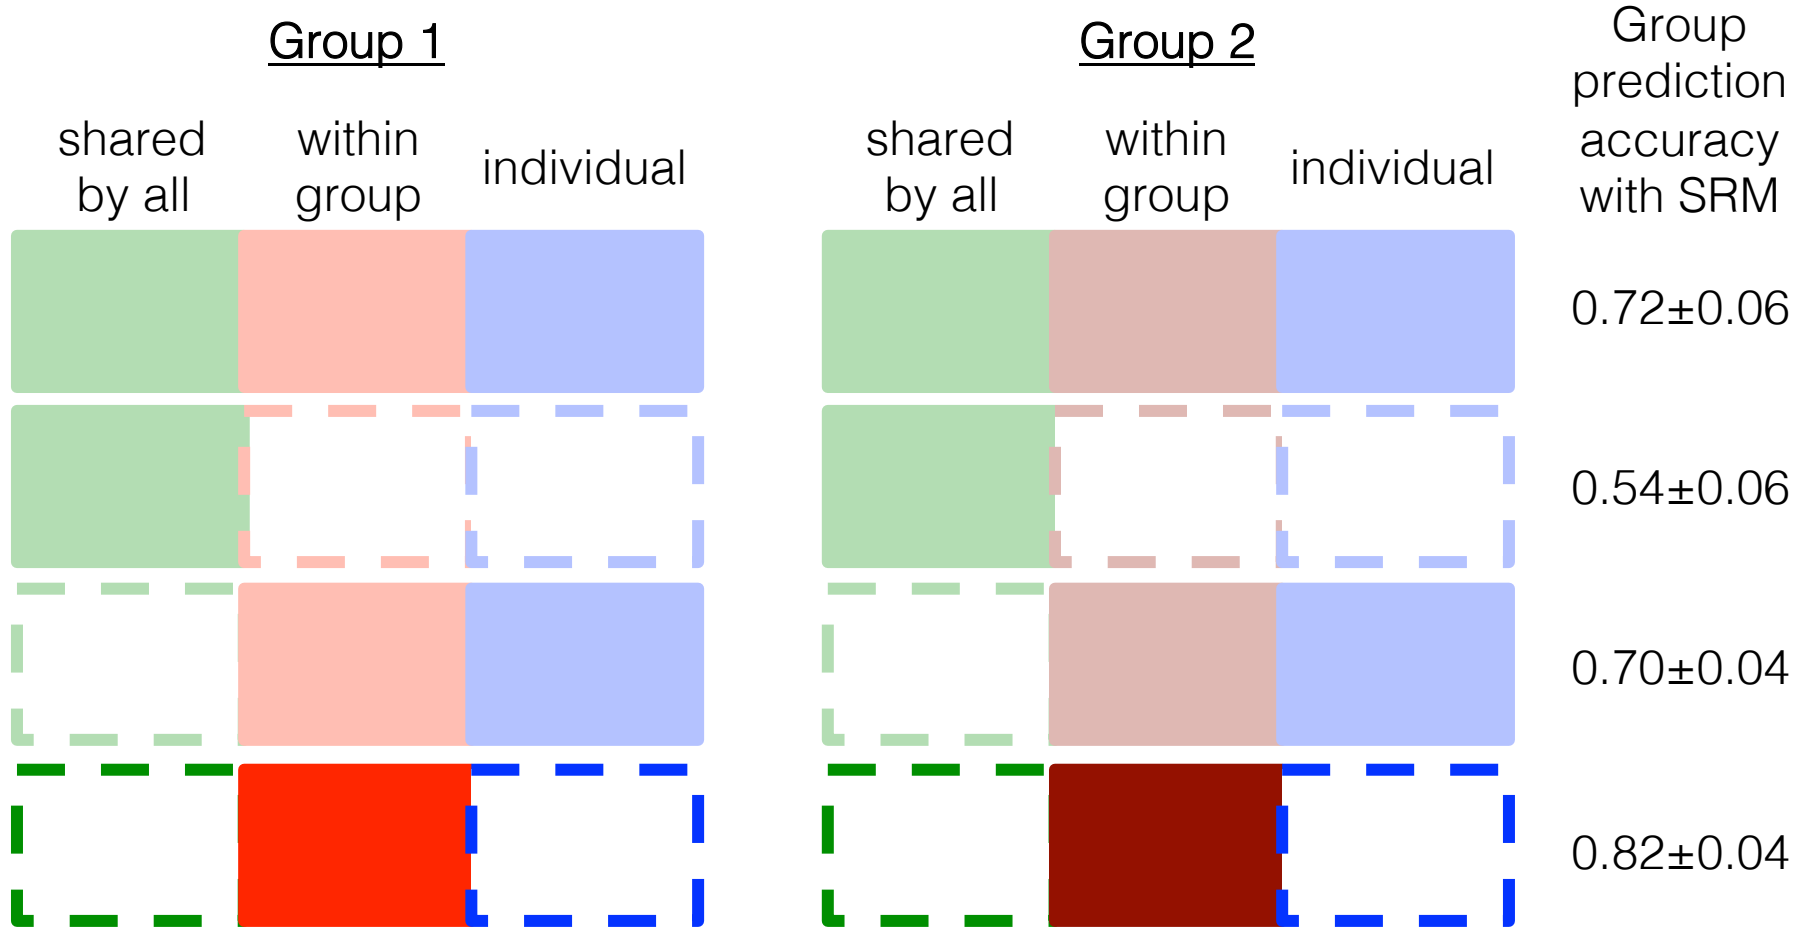 Group 1
shared
by all
within
group
individual
Group 2
shared
by all
within
group
individual
Group
prediction
accuracy
with SRM
0.72±0.06
0.54±0.06
0.70±0.04
0.82±0.04